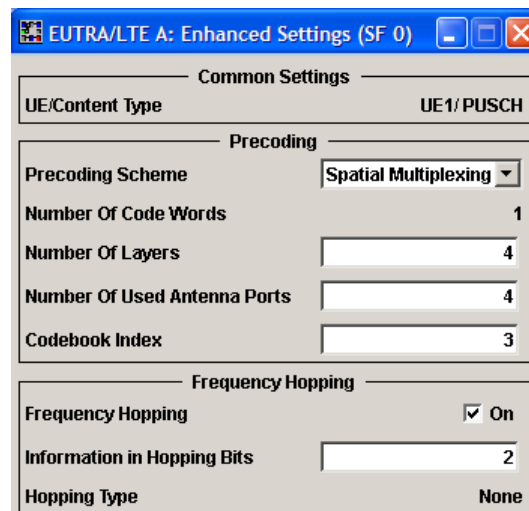 EUTRA/LTE A: Enhanced Settings (SF 0)
Common Settings
UE/Content Type UE1/ PUSCH
Precoding
Precoding Scheme Spatial Multiplexing
Number Of Code Words 1
Number Of Layers 4
Number Of Used Antenna Ports 4
Codebook Index 3
Frequency Hopping
Frequency Hopping On
Information in Hopping Bits 2
Hopping Type None